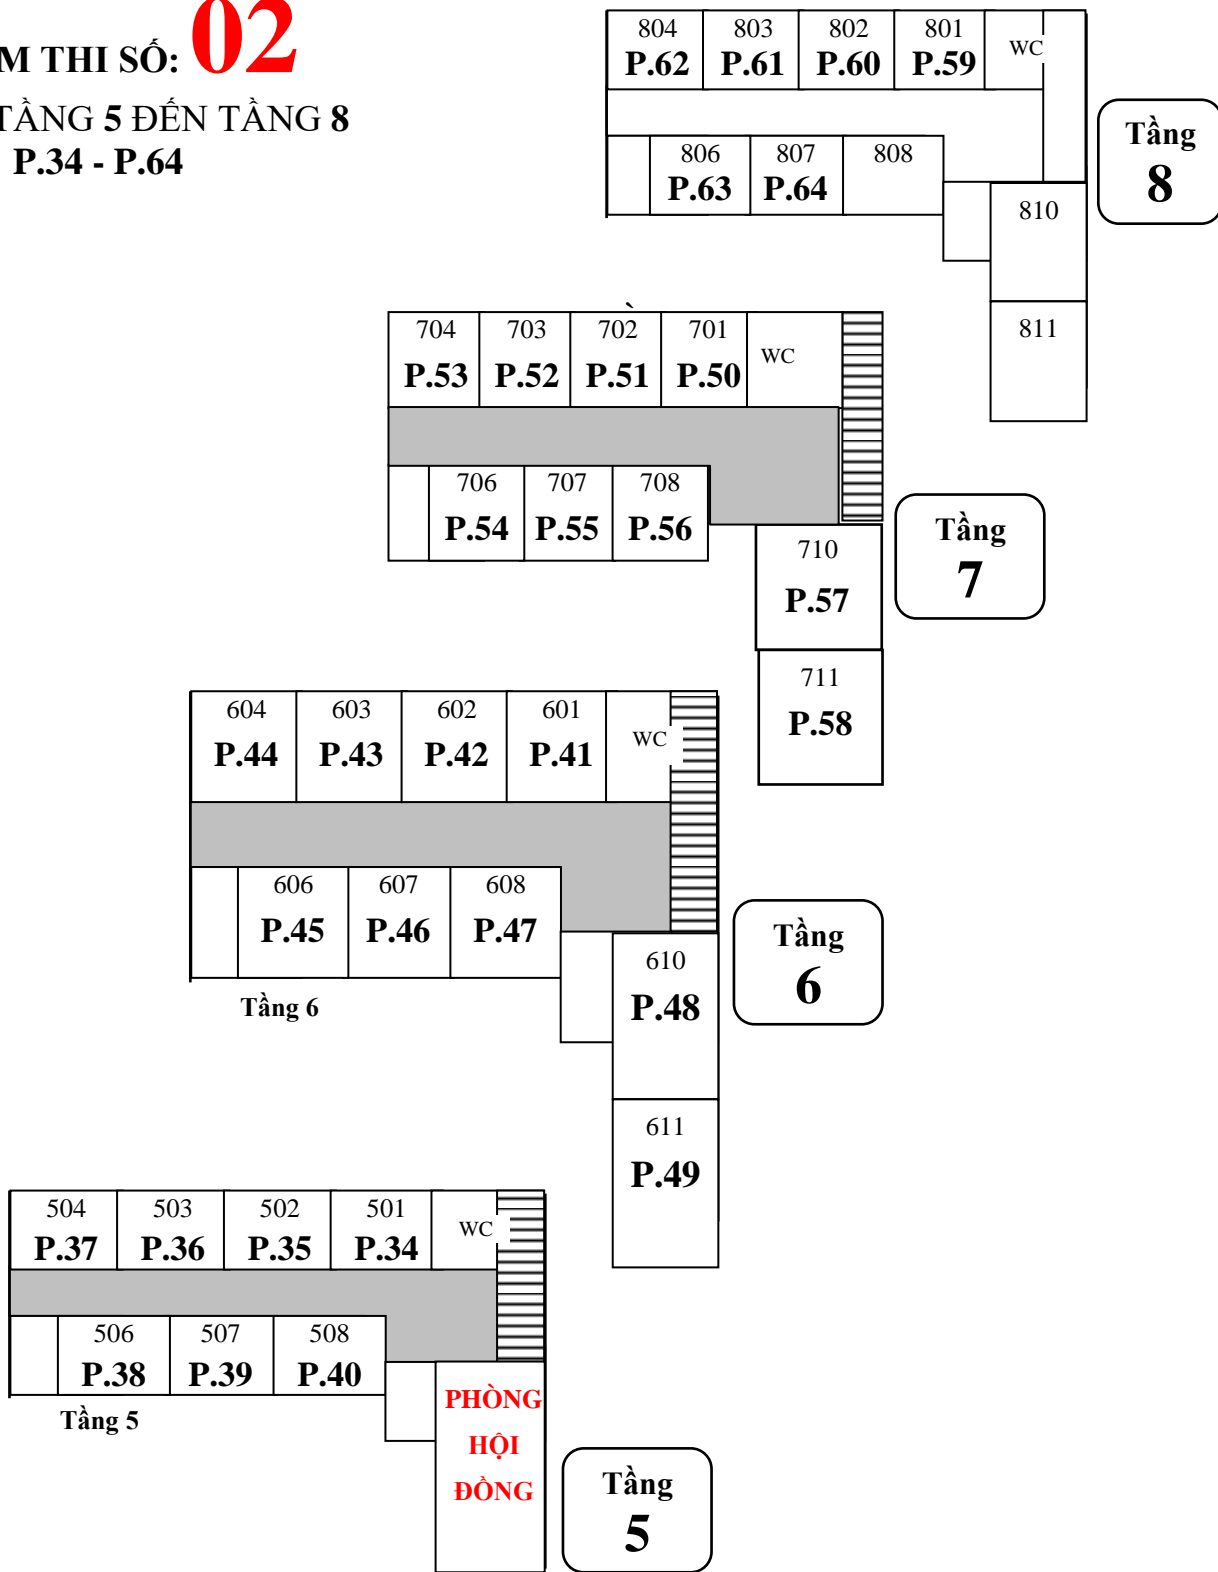 M THI SỐ: 02
TẦNG 5 ĐẾN TẦNG 8
P.34 - P.64
804 803 802 801 WC
P.62 P.61 P.60 P.59
806 807 808
P.63 P.64
810
811
Tầng
8
704 703 702 701 WC
P.53 P.52 P.51 P.50
706 707 708
P.54 P.55 P.56
710
P.57
711
P.58
Tầng
7
604 603 602 601 WC
P.44 P.43 P.42 P.41
606 607 608
P.45 P.46 P.47
610
P.48
611
P.49
Tầng 6
Tầng
6
504 503 502 501 WC
P.37 P.36 P.35 P.34
506 507 508
P.38 P.39 P.40
Tầng 5
PHÒNG
HỘI
ĐỒNG
Tầng
5